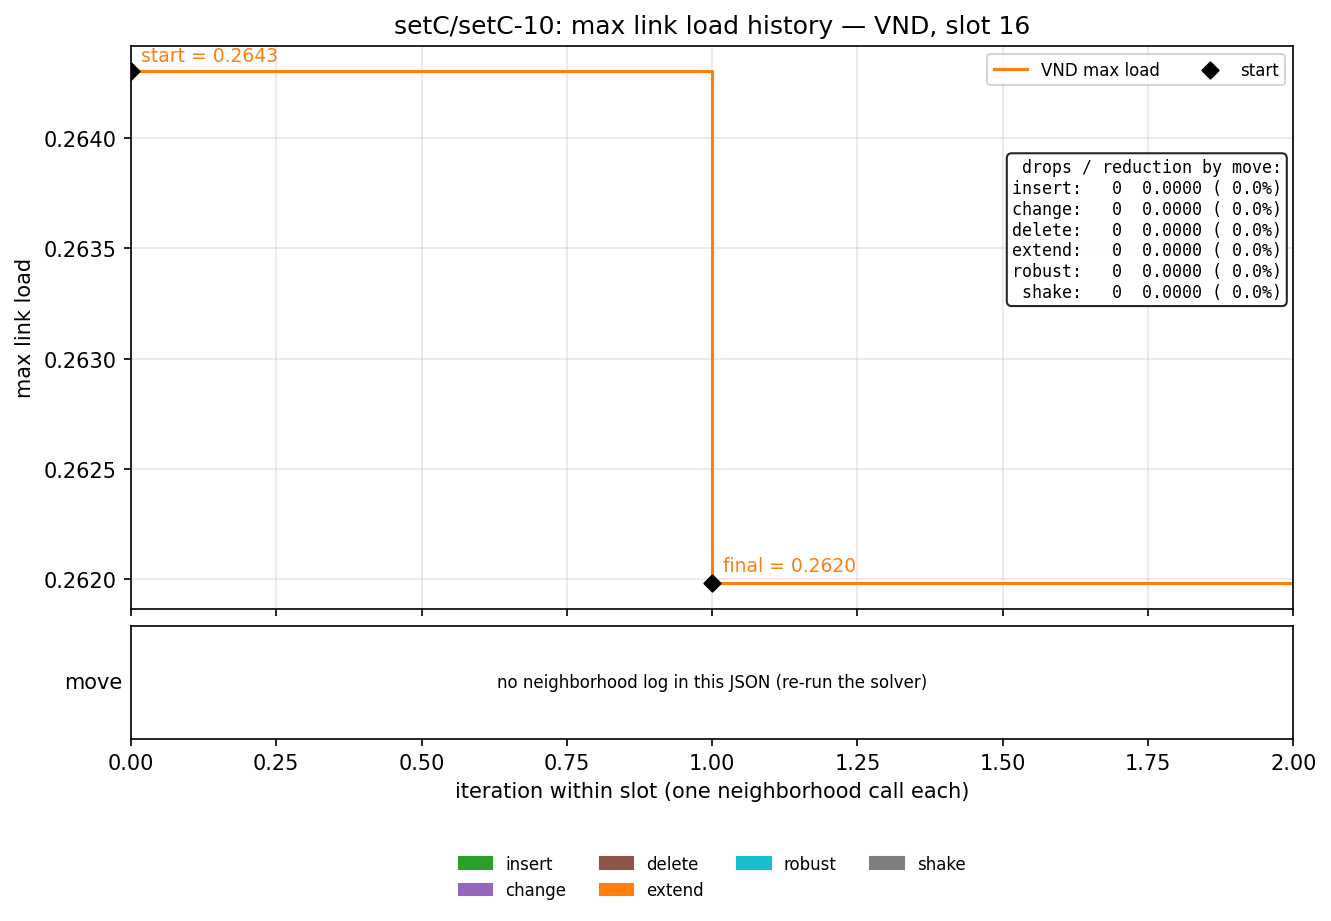 setC/setC-10: max link load history — VND, slot 16
start = 0.2643
VND max load
start
drops / reduction by move:
insert:   0  0.0000 ( 0.0%)
change:   0  0.0000 ( 0.0%)
delete:   0  0.0000 ( 0.0%)
extend:   0  0.0000 ( 0.0%)
robust:   0  0.0000 ( 0.0%)
shake:   0  0.0000 ( 0.0%)
max link load
0.2640
0.2635
0.2630
0.2625
0.2620
final = 0.2620
move
no neighborhood log in this JSON (re-run the solver)
0.00 0.25 0.50 0.75 1.00 1.25 1.50 1.75 2.00
iteration within slot (one neighborhood call each)
insert delete robust shake
change extend